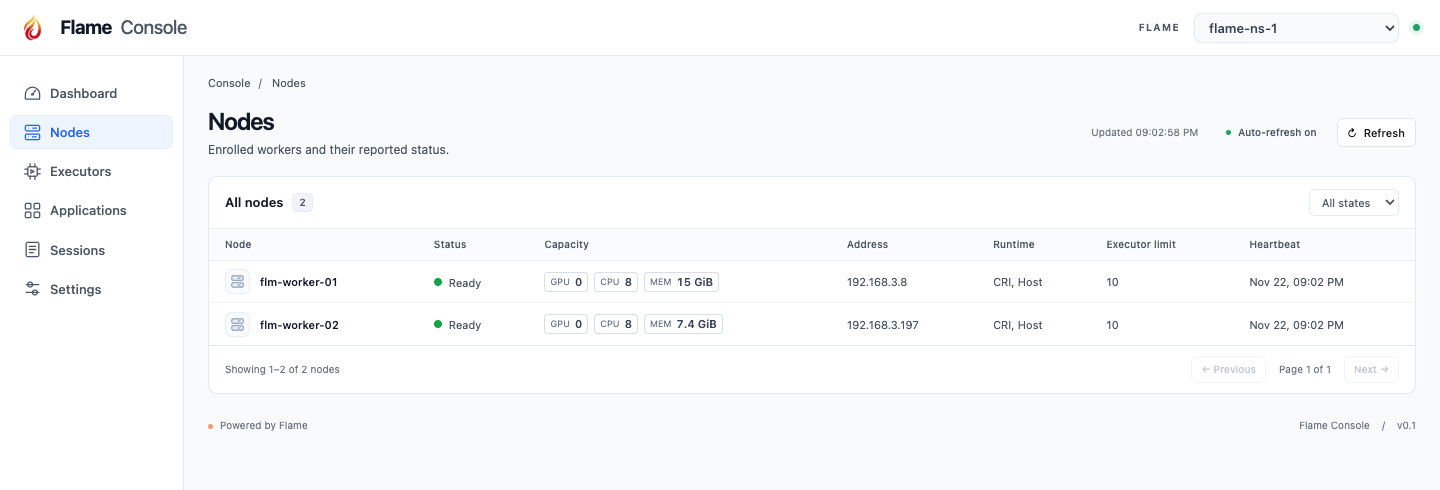 Flame Console
FLAME flame-ns-1
Dashboard
Nodes
Executors
Applications
Sessions
Settings
Console / Nodes
Nodes
Enrolled workers and their reported status.
Updated 09:02:58 PM Auto-refresh on Refresh
All nodes 2 All states
Node Status Capacity Address Runtime Executor limit Heartbeat
flm-worker-01 Ready GPU 0 CPU 8 MEM 15 GiB 192.168.3.8 CRI, Host 10 Nov 22, 09:02 PM
flm-worker-02 Ready GPU 0 CPU 8 MEM 7.4 GiB 192.168.3.197 CRI, Host 10 Nov 22, 09:02 PM
Showing 1–2 of 2 nodes ← Previous Page 1 of 1 Next →
Powered by Flame Flame Console / v0.1